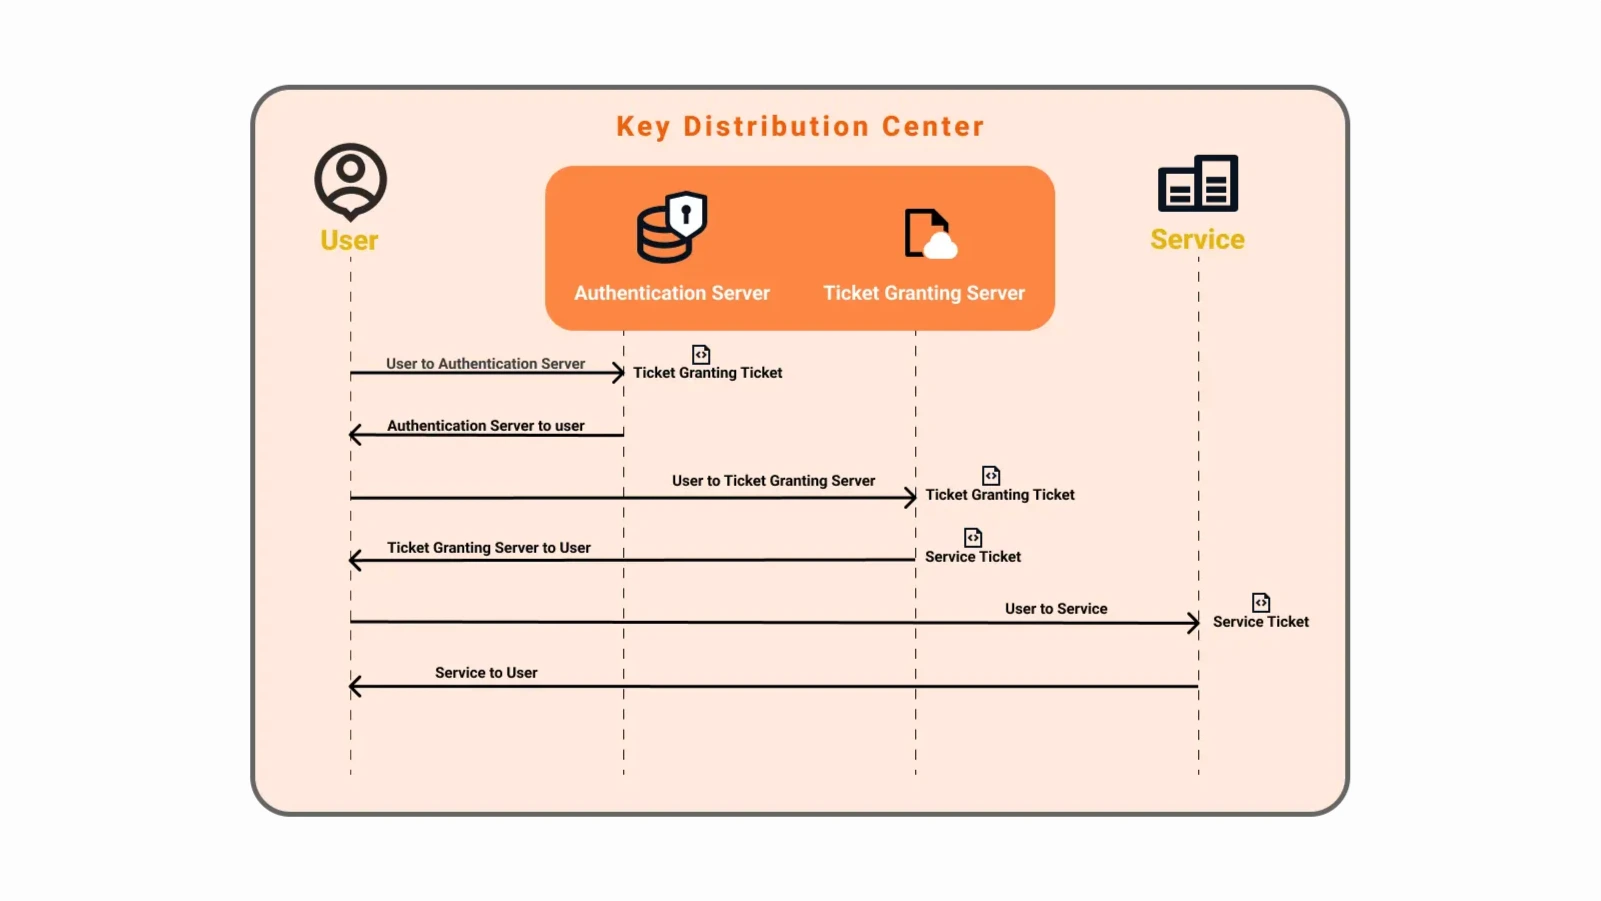 Key Distribution Center
User
Service
Authentication Server
Ticket Granting Server
User to Authentication Server
Ticket Granting Ticket
Authentication Server to user
User to Ticket Granting Server
Ticket Granting Ticket
Ticket Granting Server to User
Service Ticket
User to Service
Service Ticket
Service to User